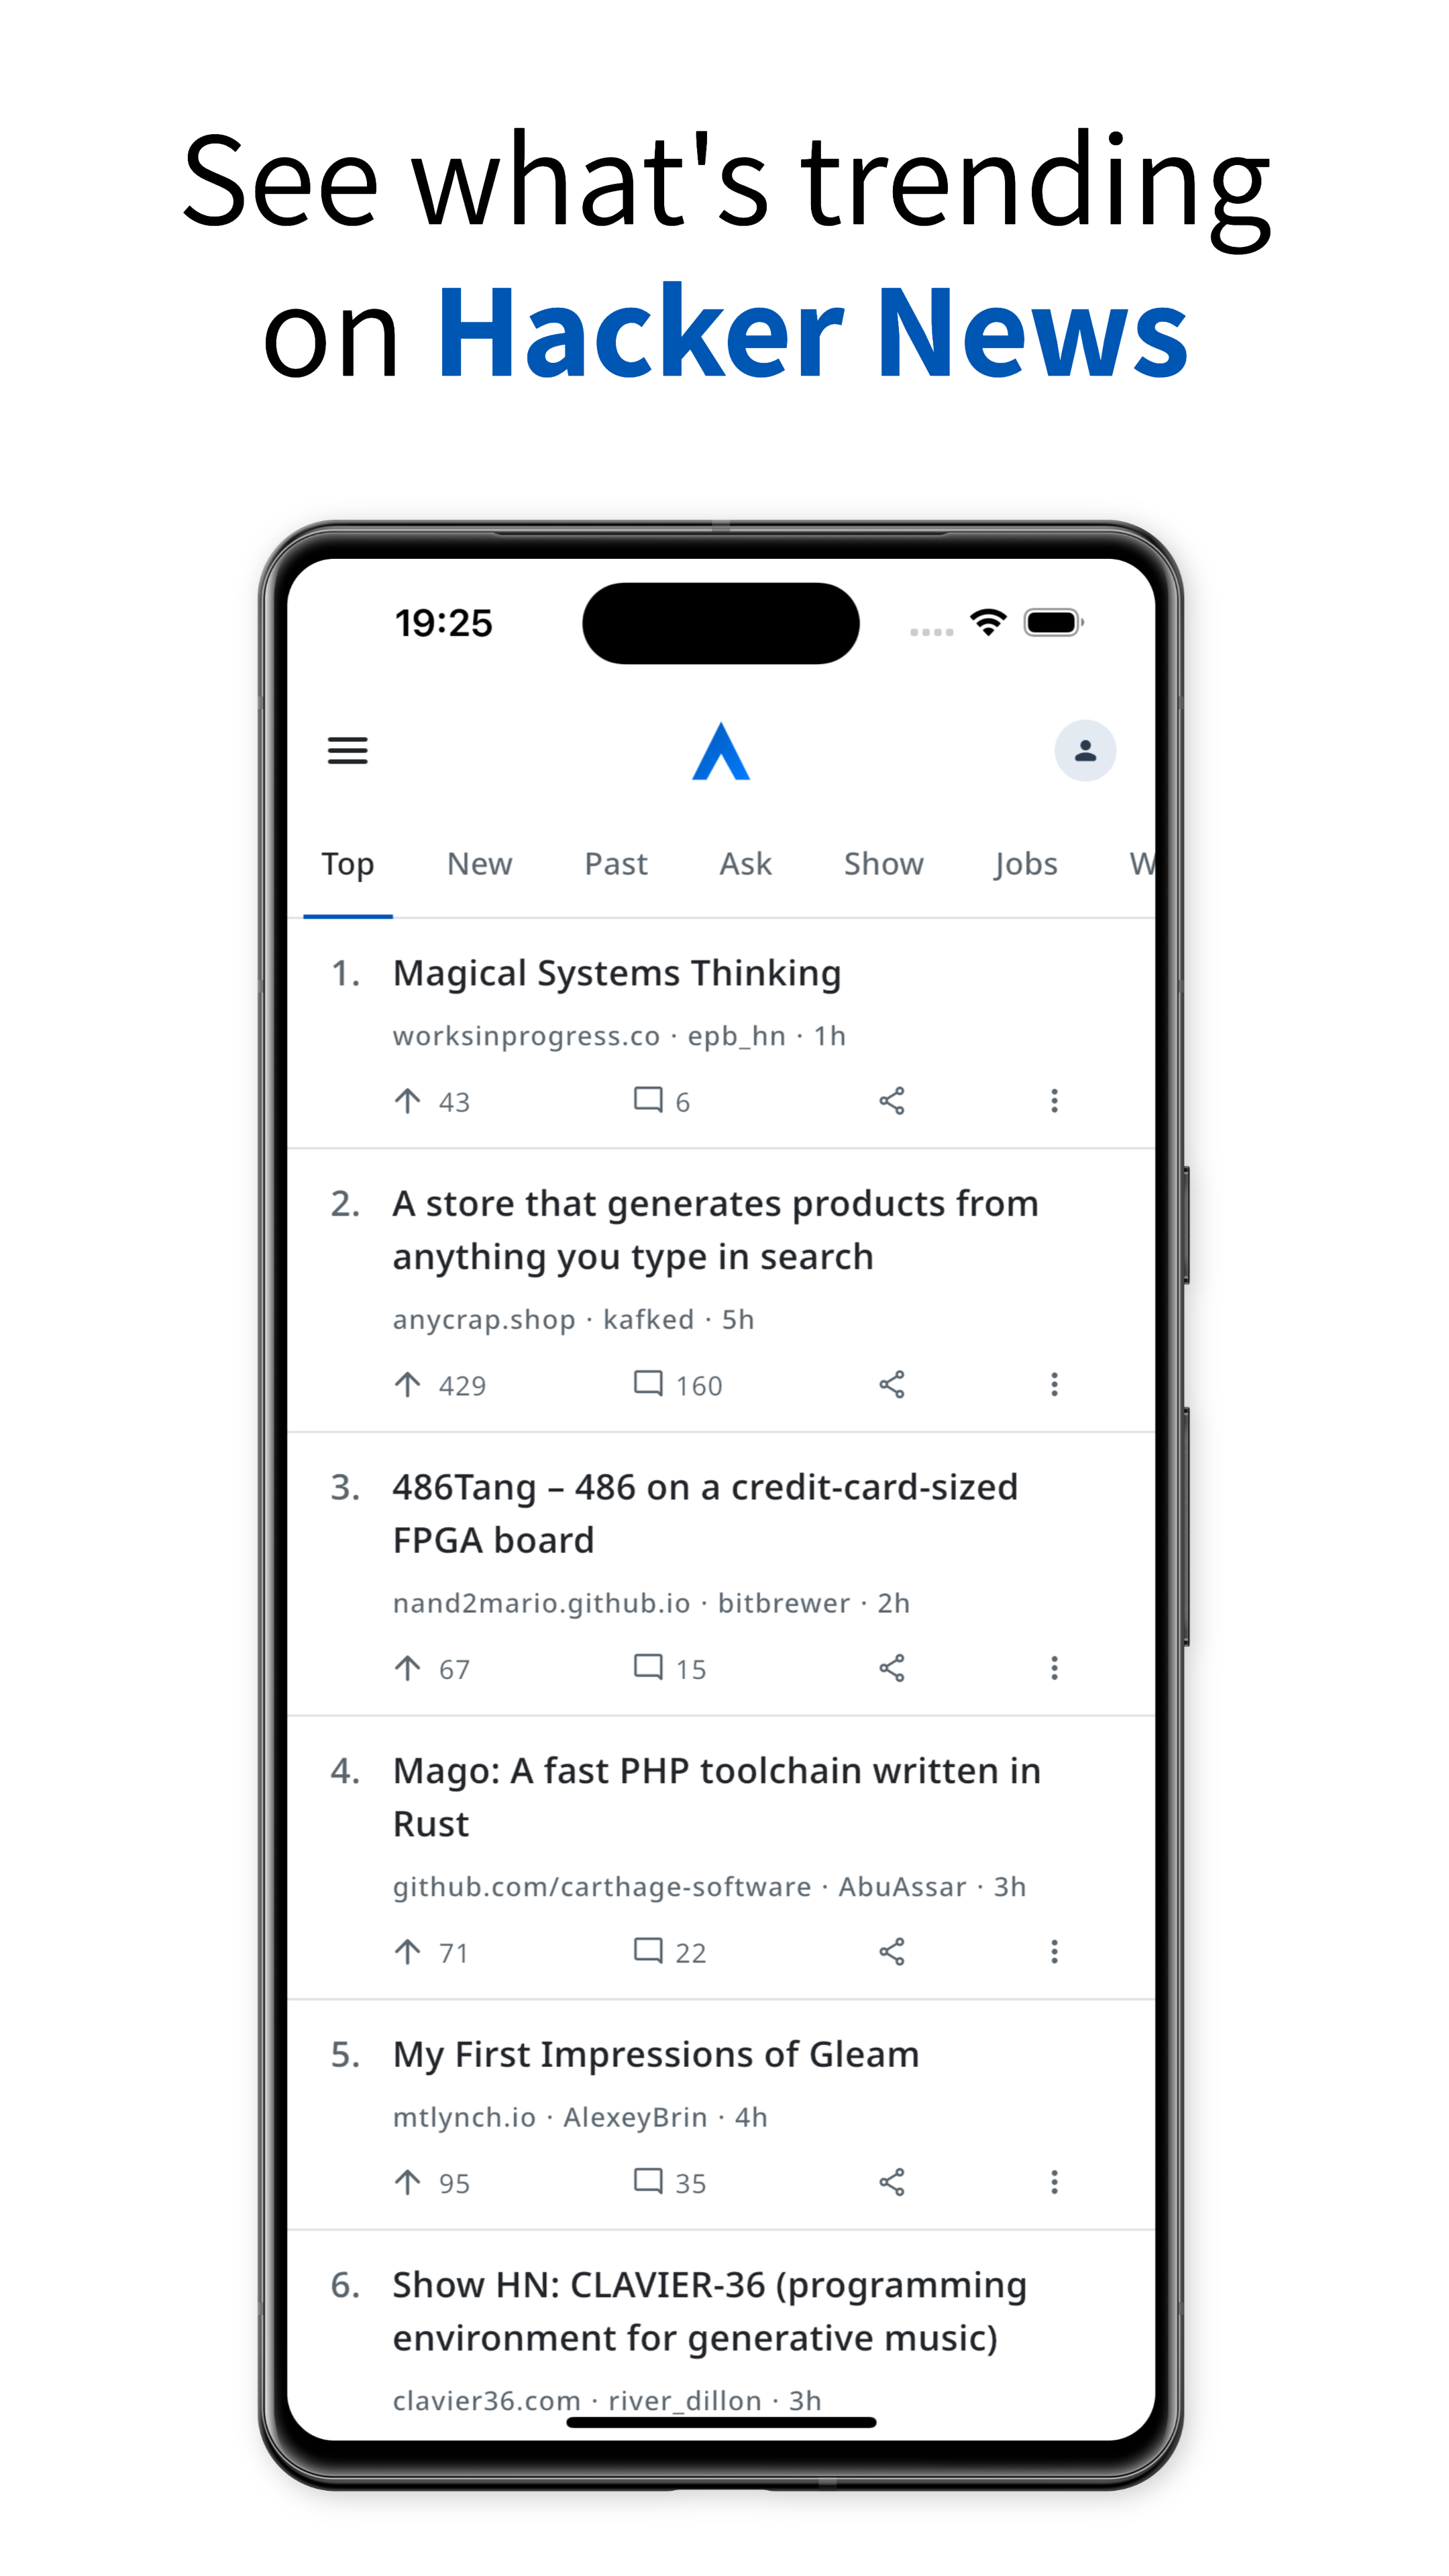 See what's trending
on Hacker News
19:25
Top New Past Ask Show Jobs W
1. Magical Systems Thinking
worksinprogress.co · epb_hn · 1h
43 6
2. A store that generates products from
anything you type in search
anycrap.shop · kafked · 5h
429 160
3. 486Tang – 486 on a credit-card-sized
FPGA board
nand2mario.github.io · bitbrewer · 2h
67 15
4. Mago: A fast PHP toolchain written in
Rust
github.com/carthage-software · AbuAssar · 3h
71 22
5. My First Impressions of Gleam
mtlynch.io · AlexeyBrin · 4h
95 35
6. Show HN: CLAVIER-36 (programming
environment for generative music)
clavier36.com · river_dillon · 3h